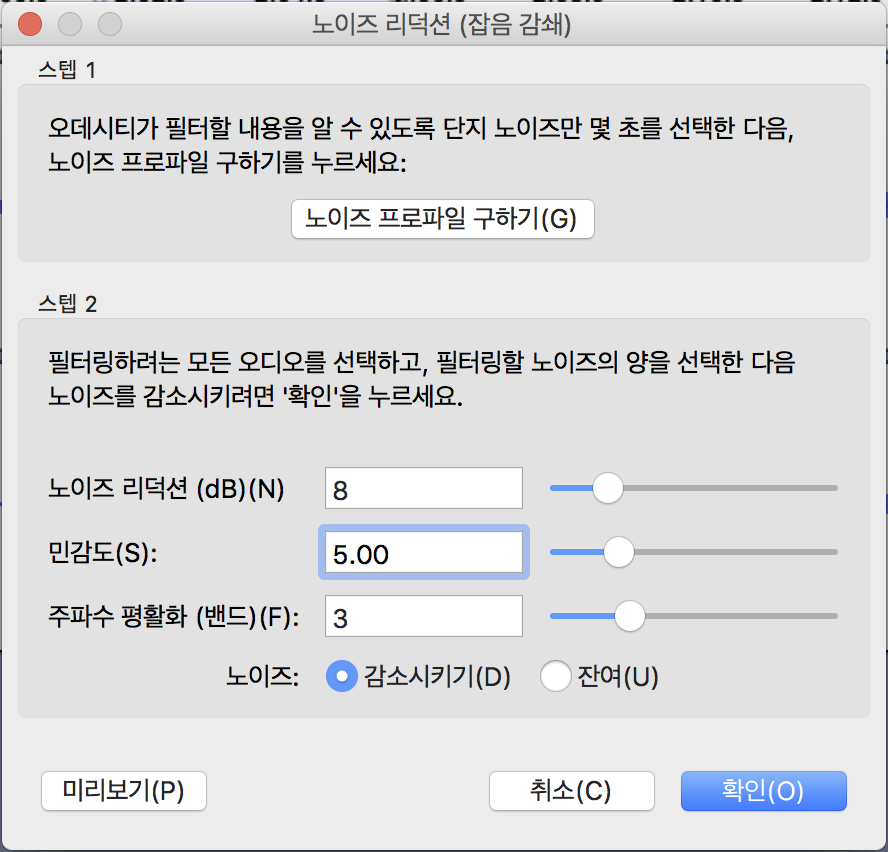 노이즈 리덕션 (잡음 감쇄)
스텝 1
오데시티가 필터할 내용을 알 수 있도록 단지 노이즈만 몇 초를 선택한 다음,
노이즈 프로파일 구하기를 누르세요:
노이즈 프로파일 구하기(G)
스텝 2
필터링하려는 모든 오디오를 선택하고, 필터링할 노이즈의 양을 선택한 다음
노이즈를 감소시키려면 '확인'을 누르세요.
노이즈 리덕션 (dB)(N) 8
민감도(S): 5.00
주파수 평활화 (밴드)(F): 3
노이즈: 감소시키기(D) 잔여(U)
미리보기(P) 취소(C) 확인(O)